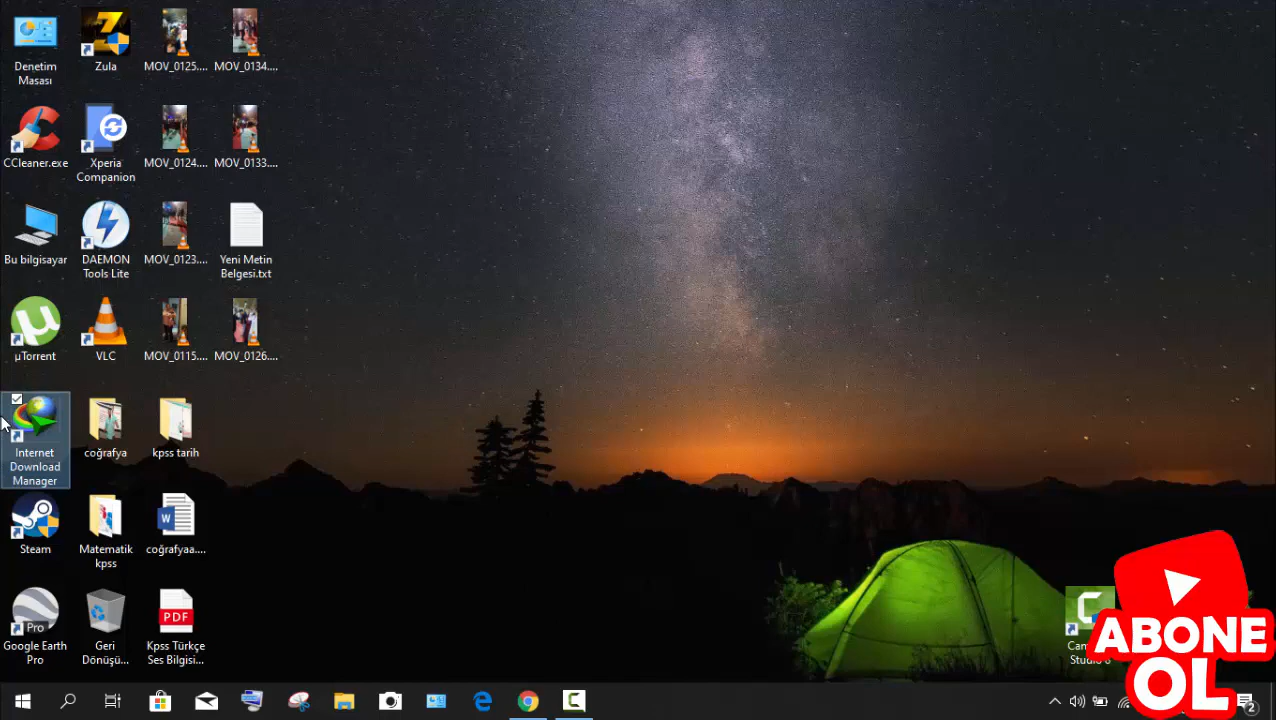 Denetim
Masası
Zula
MOV_0125....
MOV_0134....
CCleaner.exe
Xperia
Companion
MOV_0124....
MOV_0133....
Bu bilgisayar
DAEMON
Tools Lite
MOV_0123....
Yeni Metin
Belgesi.txt
µTorrent
VLC
MOV_0115....
MOV_0126....
Internet
Download
Manager
coğrafya
kpss tarih
Steam
Matematik
kpss
W
coğrafyaa....
Pro
Google Earth
Pro
Geri
Dönüşü...
PDF
Kpss Türkçe
Ses Bilgisi...
ABONE
OL
2